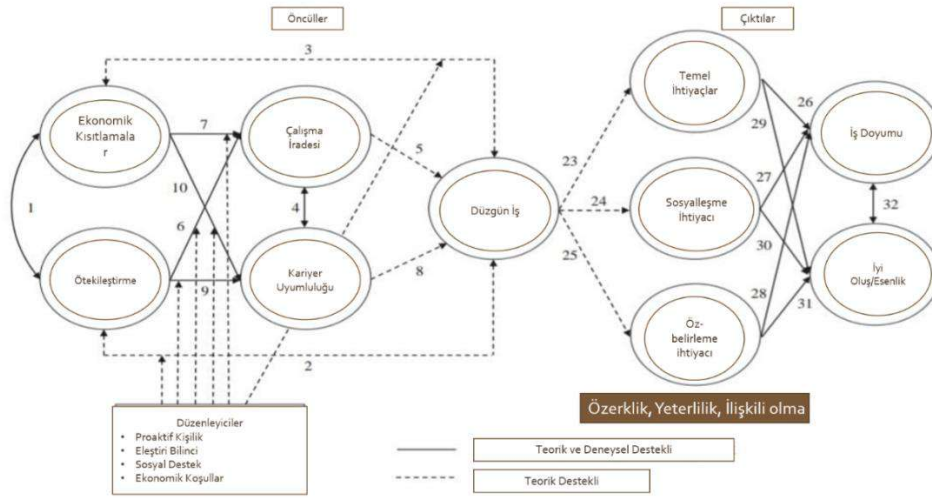 Öncüller
Çıktılar
3
Temel
İhtiyaçlar
Ekonomik
Kısıtlamala
r
7
Çalışma
İradesi
26
29
İş Doyumu
5
23
10
27
1
4
Düzgün İş
24
Sosyalleşme
İhtiyacı
32
6
30
25
Ötekileştirme
9
Kariyer
Uyumluluğu
8
28
İyi
Oluş/Esenlik
31
Öz-
belirleme
ihtiyacı
2
Özerklik, Yeterlilik, İlişkili olma
Düzenleyiciler
• Proaktif Kişilik
• Eleştiri Bilinci
• Sosyal Destek
• Ekonomik Koşullar
Teorik ve Deneysel Destekli
Teorik Destekli